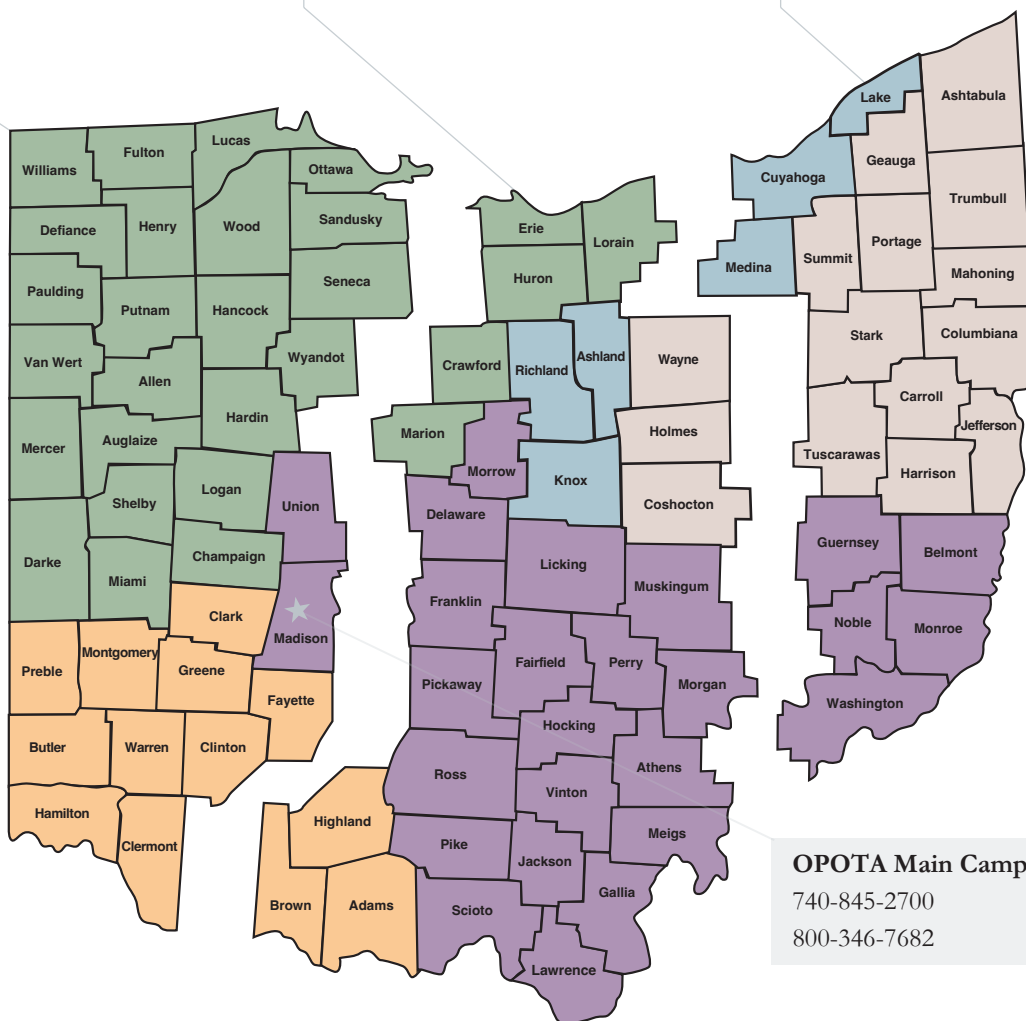 Williams
Fulton
Lucas
Ottawa
Defiance
Henry
Wood
Sandusky
Paulding
Putnam
Hancock
Seneca
Van Wert
Allen
Wyandot
Mercer
Auglaize
Hardin
Shelby
Logan
Union
Darke
Miami
Champaign
Clark
Madison
Preble
Montgomery
Greene
Fayette
Butler
Warren
Clinton
Hamilton
Clermont
Erie
Lorain
Huron
Crawford
Richland
Ashland
Wayne
Marion
Morrow
Holmes
Knox
Coshocton
Delaware
Licking
Muskingum
Franklin
Fairfield
Perry
Pickaway
Morgan
Hocking
Ross
Athens
Vinton
Highland
Pike
Jackson
Meigs
Brown
Adams
Scioto
Gallia
Lawrence
Lake
Ashtabula
Geauga
Cuyahoga
Trumbull
Medina
Summit
Portage
Mahoning
Stark
Columbiana
Carroll
Jefferson
Tuscarawas
Harrison
Guernsey
Belmont
Noble
Monroe
Washington
OPOTA Main Camp
740-845-2700
800-346-7682